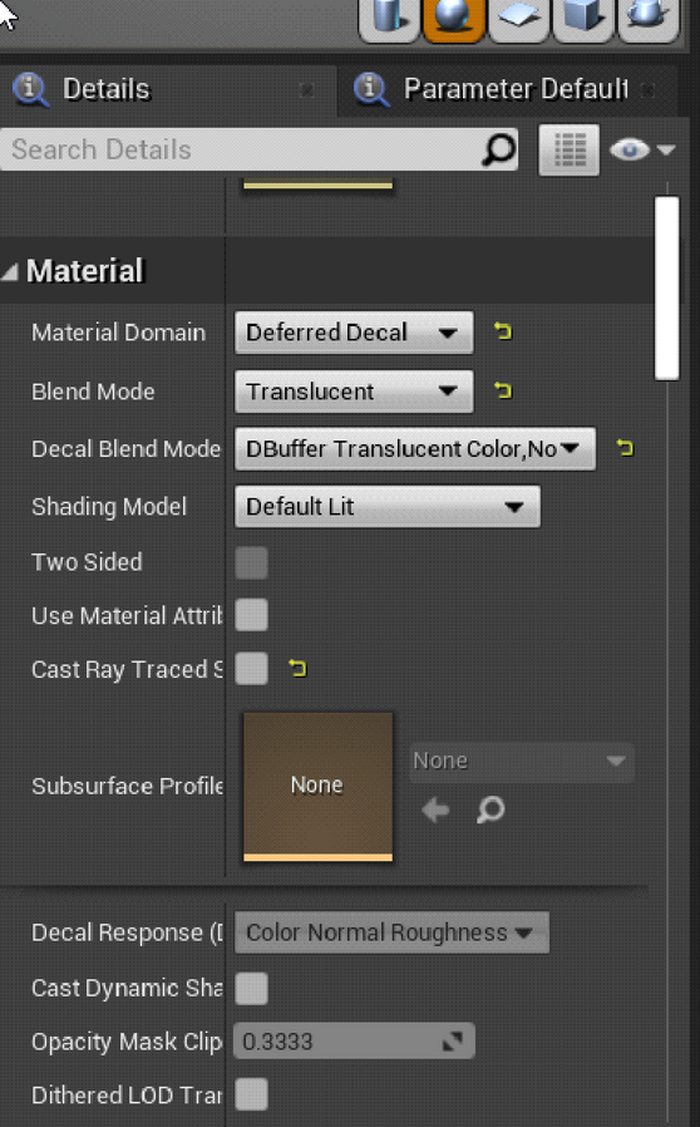 Details
Parameter Default
Search Details
Material
Material Domain Deferred Decal
Blend Mode Translucent
Decal Blend Mode DBuffer Translucent Color,No
Shading Model Default Lit
Two Sided
Use Material Attrib
Cast Ray Traced S
Subsurface Profile None None
Decal Response (D Color Normal Roughness
Cast Dynamic Sha
Opacity Mask Clip 0.3333
Dithered LOD Tran